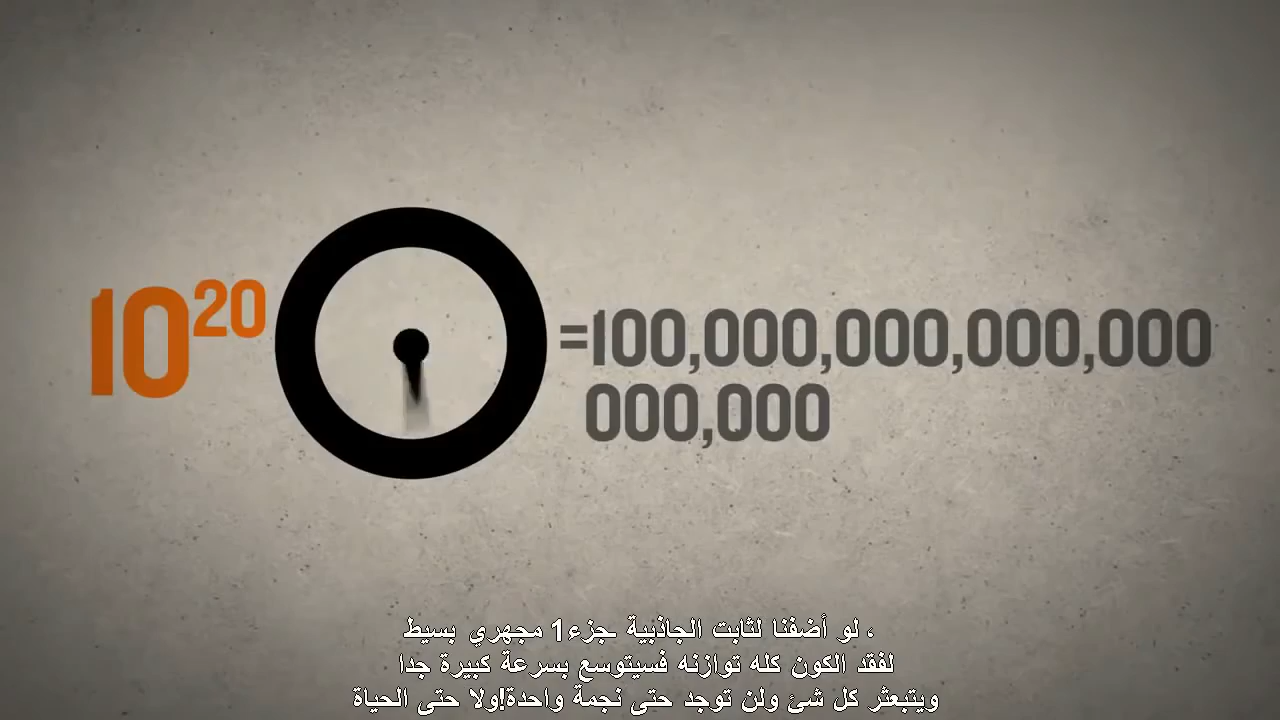 10²⁰
=100,000,000,000,000
000,000
، لو أضفنا لثابت الجاذبية جزء1 مجهري بسيط
لفقد الكون كله توازنه فسيتوسع بسرعة كبيرة جدا
ويتبعثر كل شئ ولن توجد حتى نجمة واحدة!ولا حتى الحياة